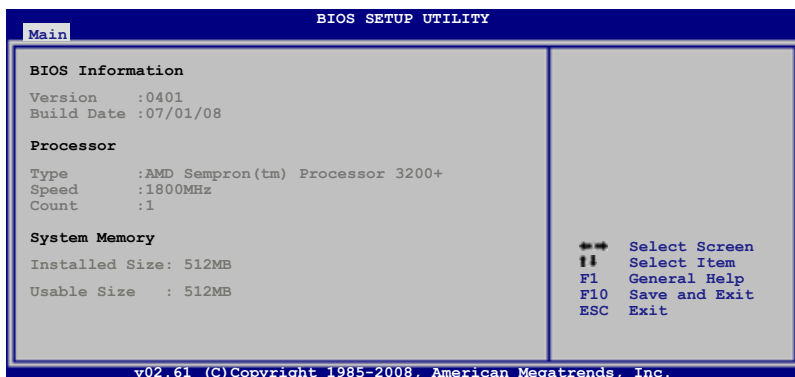 BIOS SETUP UTILITY
Main
BIOS Information
Version :0401
Build Date :07/01/08
Processor
Type :AMD Sempron(tm) Processor 3200+
Speed :1800MHz
Count :1
System Memory
Installed Size: 512MB
Usable Size : 512MB
Select Screen
Select Item
F1 General Help
F10 Save and Exit
ESC Exit
v02.61 (C)Copyright 1985-2008, American Megatrends, Inc.